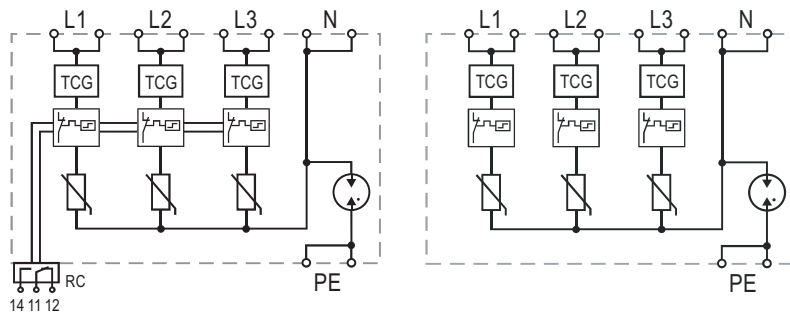 L1 L2 L3 N
TCG TCG TCG
PE
RC
14 11 12
L1 L2 L3 N
TCG TCG TCG
PE